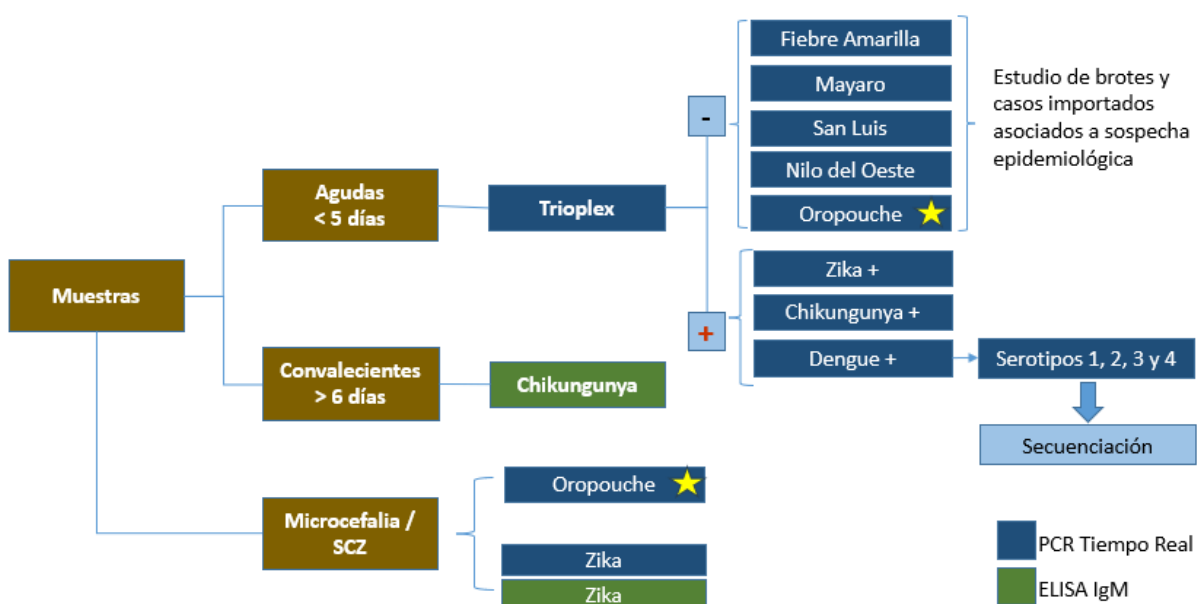 Fiebre Amarilla
Mayaro
San Luis
Nilo del Oeste
Oropouche
-
Estudio de brotes y
casos importados
asociados a sospecha
epidemiológica
Agudas
< 5 días
Trioplex
Muestras
+
Zika +
Chikungunya +
Dengue +
Serotipos 1, 2, 3 y 4
Secuenciación
Convalecientes
> 6 días
Chikungunya
Microcefalia /
SCZ
Oropouche
Zika
Zika
PCR Tiempo Real
ELISA IgM